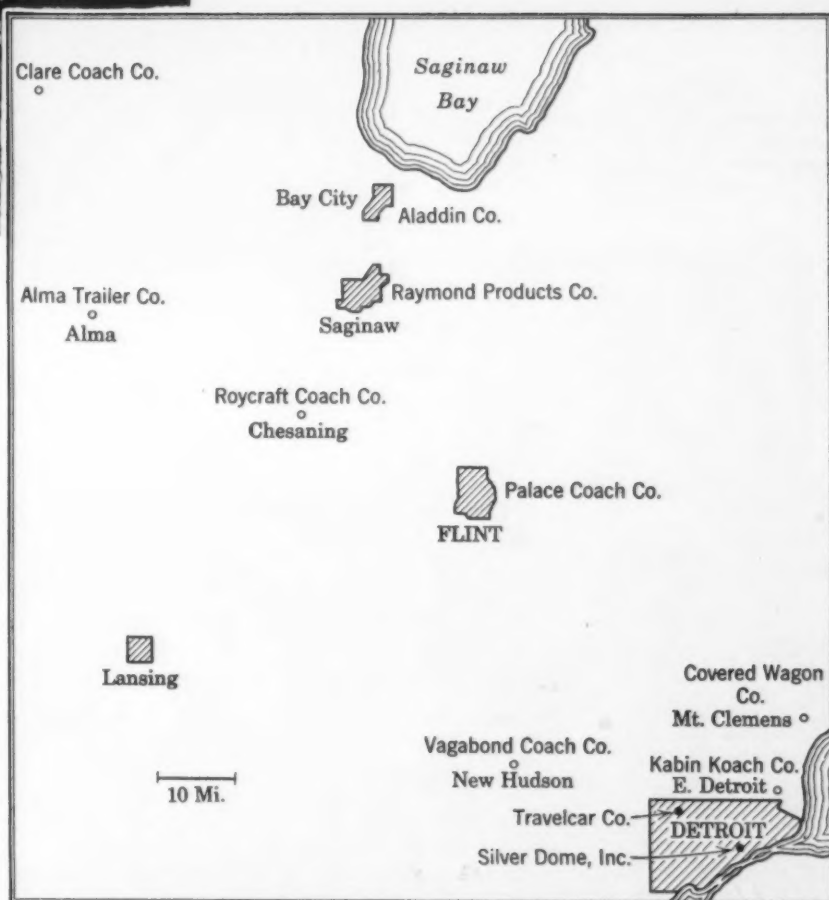 Clare Coach Co.
Saginaw
Bay
Bay City
Aladdin Co.
Alma Trailer Co.
Alma
Raymond Products Co.
Saginaw
Roycraft Coach Co.
Chesaning
Palace Coach Co.
FLINT
Lansing
10 Mi.
Covered Wagon
Co.
Mt. Clemens
Vagabond Coach Co.
New Hudson
Kabin Koach Co.
E. Detroit
Travelcar Co.
DETROIT
Silver Dome, Inc.